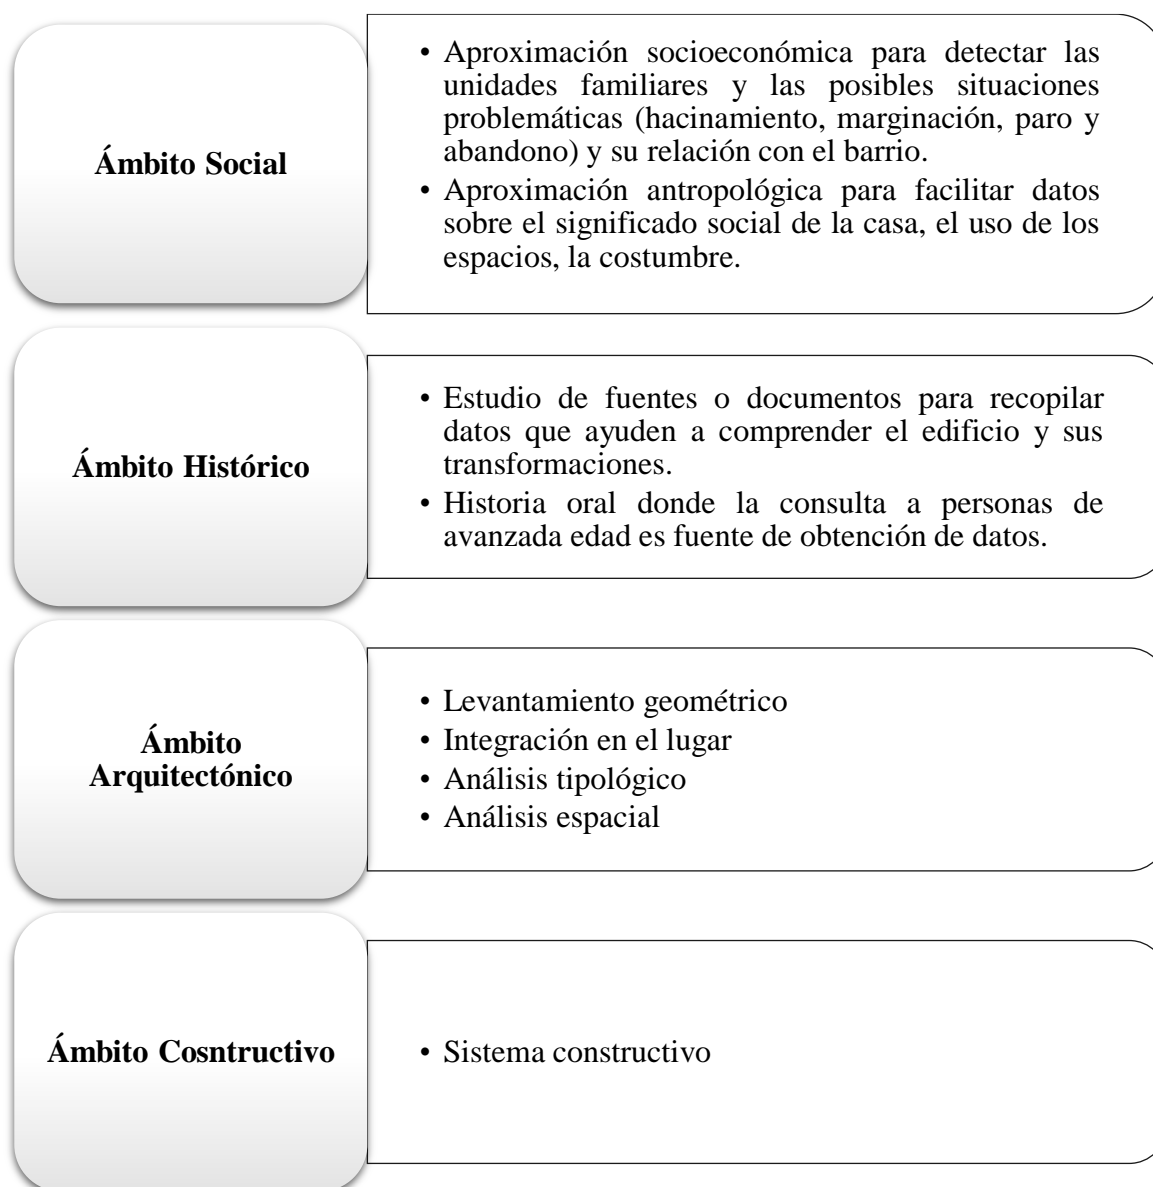 Ámbito Social
• Aproximación socioeconómica para detectar las
unidades familiares y las posibles situaciones
problemáticas (hacinamiento, marginación, paro y
abandono) y su relación con el barrio.
• Aproximación antropológica para facilitar datos
sobre el significado social de la casa, el uso de los
espacios, la costumbre.
Ámbito Histórico
• Estudio de fuentes o documentos para recopilar
datos que ayuden a comprender el edificio y sus
transformaciones.
• Historia oral donde la consulta a personas de
avanzada edad es fuente de obtención de datos.
Ámbito
Arquitectónico
• Levantamiento geométrico
• Integración en el lugar
• Análisis tipológico
• Análisis espacial
Ámbito Cosntructivo
• Sistema constructivo